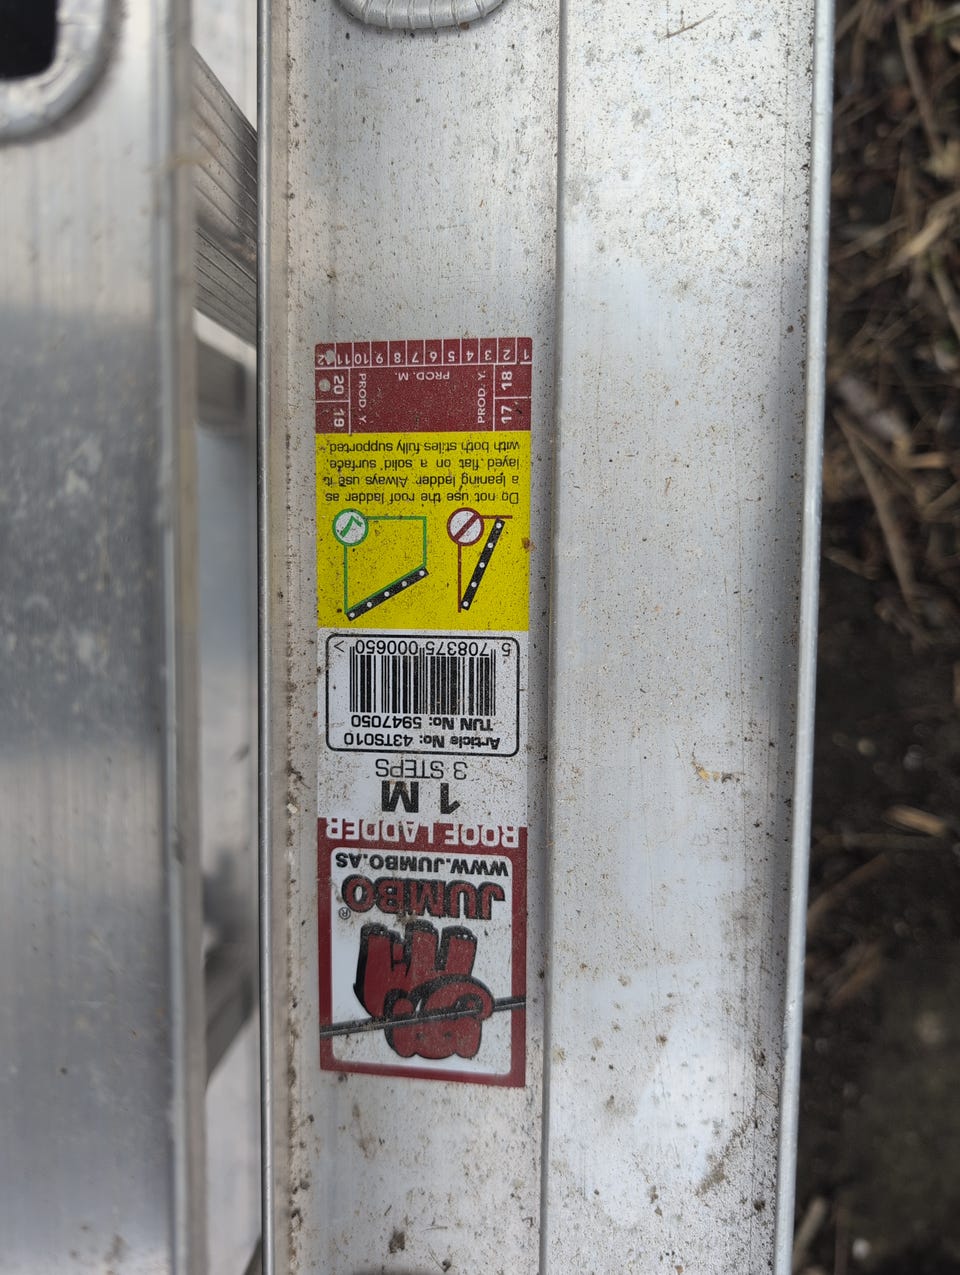 JUMBO®
WWW.JUMBO.AS
ROOF LADDER
1 M
3 STEPS
Article No: 43TS010
TUN No: 5947050
5 708375 000650 >
Do not use the roof ladder as
a leaning ladder. Always use it
layed flat on a solid surface,
with both stiles fully supported.
17 18 PROD. Y. PROD. M. PROD. Y. 19 20
1 2 3 4 5 6 7 8 9 10 11 12